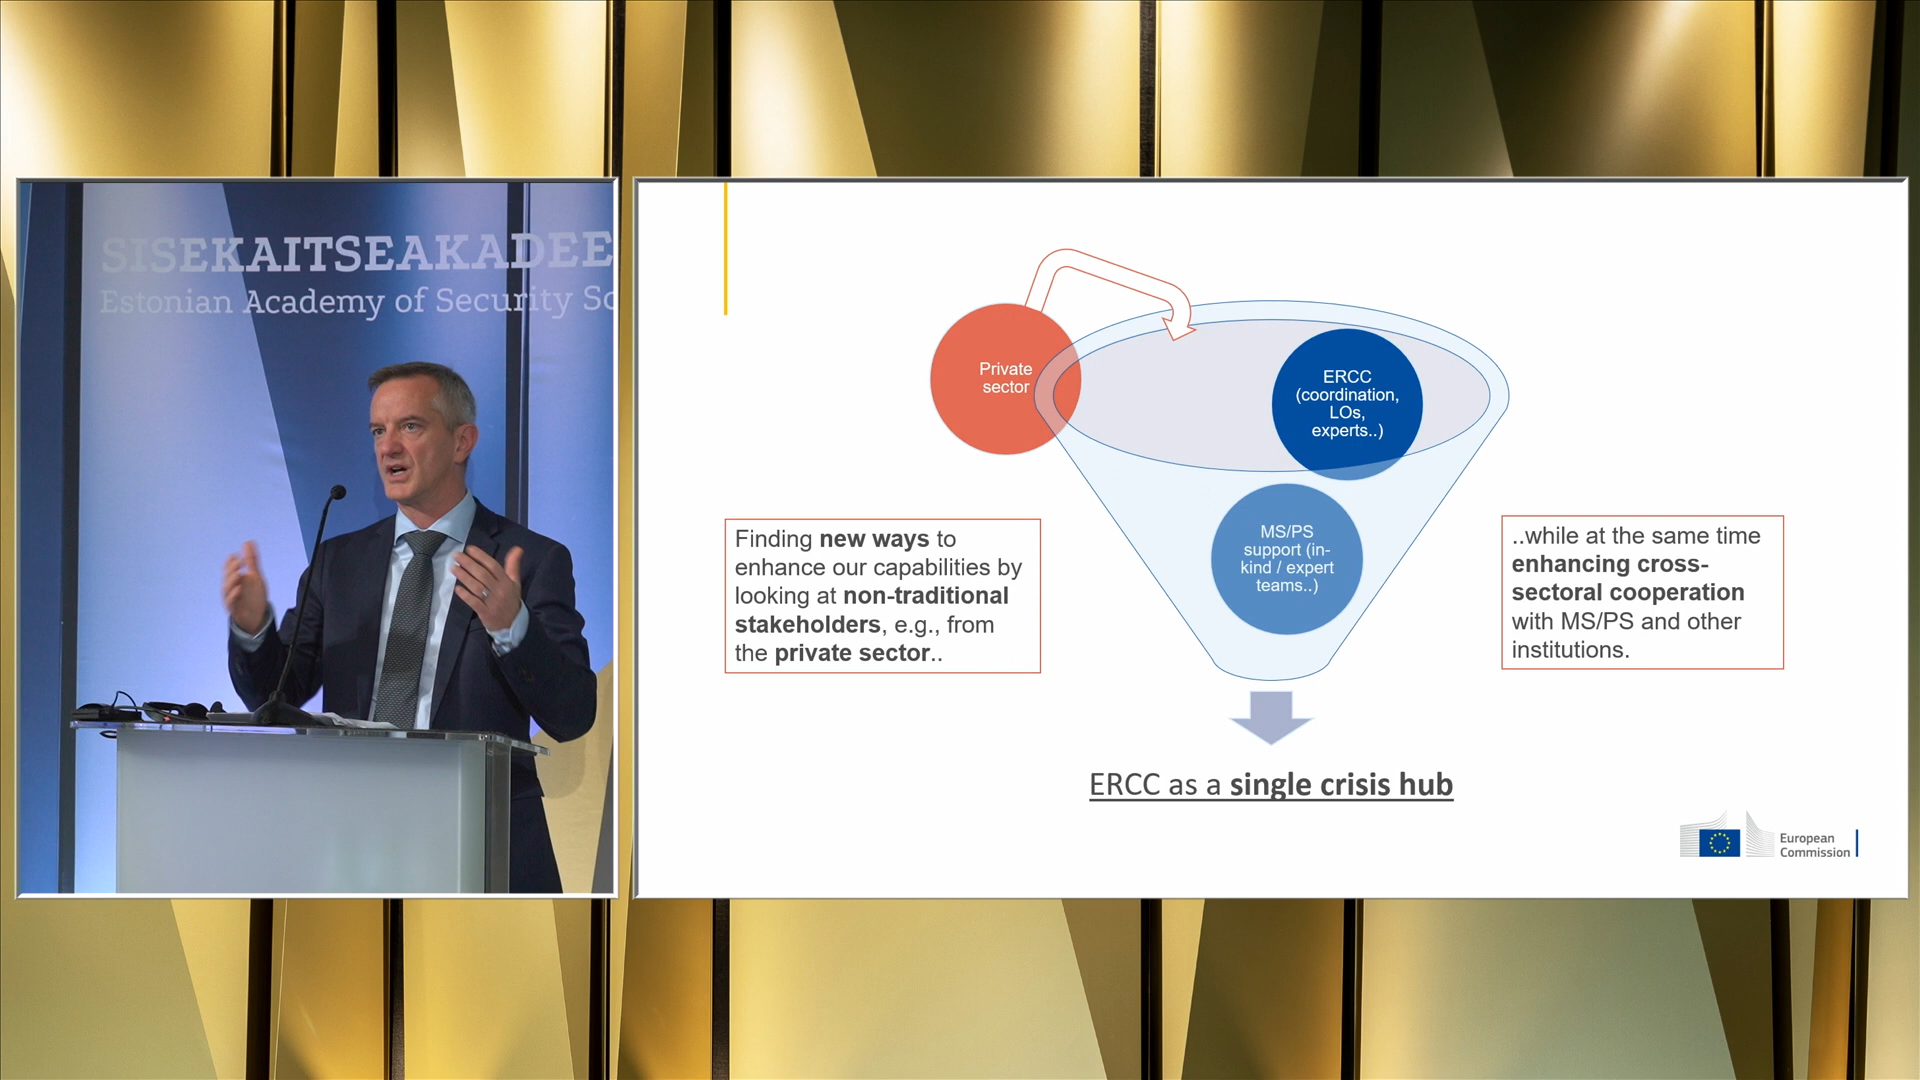 SISEKAITSEAKADEE
Estonian Academy of Security Sc
Private
sector
ERCC
(coordination,
LOs,
experts..)
MS/PS
support (in-
kind / expert
teams..)
Finding new ways to
enhance our capabilities by
looking at non-traditional
stakeholders, e.g., from
the private sector..
..while at the same time
enhancing cross-
sectoral cooperation
with MS/PS and other
institutions.
ERCC as a single crisis hub
European
Commission